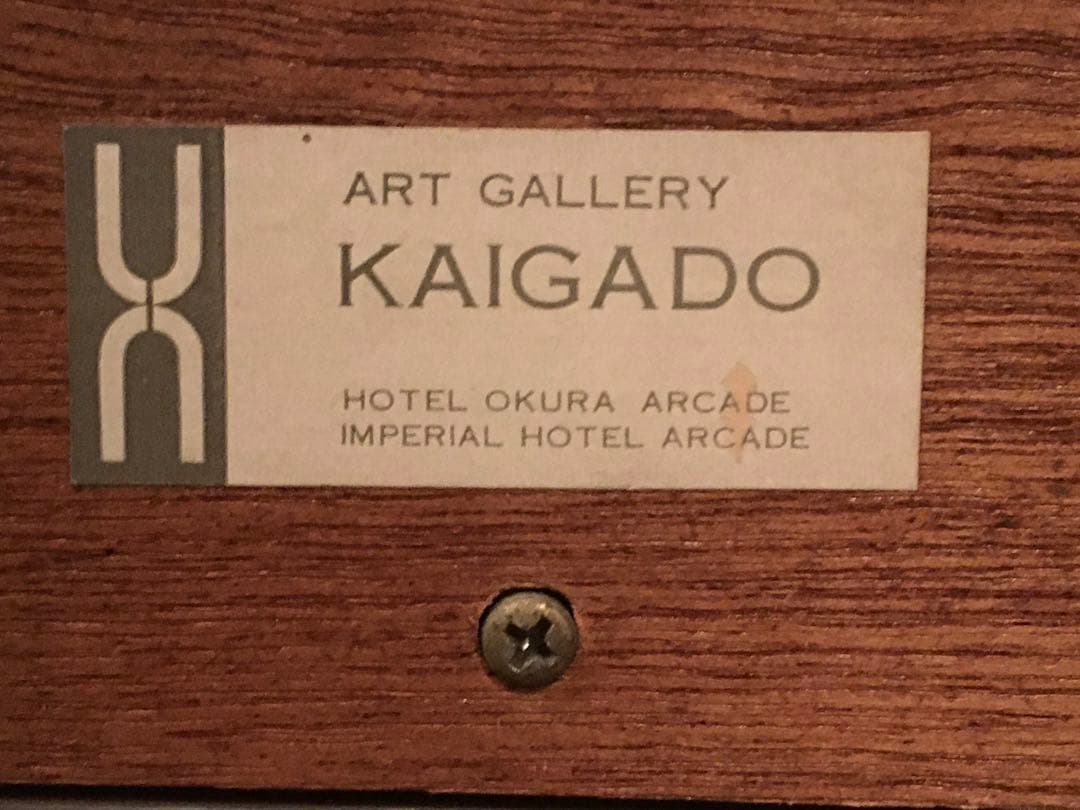 ART GALLERY
KAIGADO
HOTEL OKURA ARCADE
IMPERIAL HOTEL ARCADE